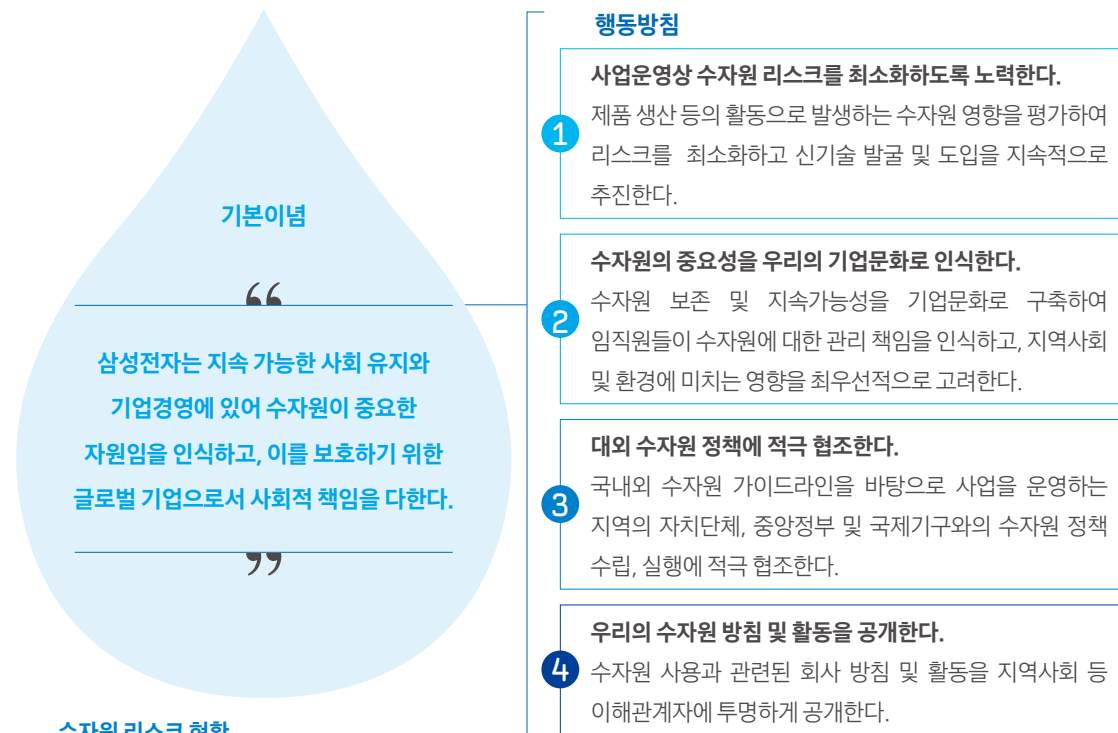 기본이념
“
삼성전자는 지속 가능한 사회 유지와
기업경영에 있어 수자원이 중요한
자원임을 인식하고, 이를 보호하기 위한
글로벌 기업으로서 사회적 책임을 다한다.
”
행동방침
1
사업운영상 수자원 리스크를 최소화하도록 노력한다.
제품 생산 등의 활동으로 발생하는 수자원 영향을 평가하여
리스크를 최소화하고 신기술 발굴 및 도입을 지속적으로
추진한다.
2
수자원의 중요성을 우리의 기업문화로 인식한다.
수자원 보존 및 지속가능성을 기업문화로 구축하여
임직원들이 수자원에 대한 관리 책임을 인식하고, 지역사회
및 환경에 미치는 영향을 최우선적으로 고려한다.
3
대외 수자원 정책에 적극 협조한다.
국내외 수자원 가이드라인을 바탕으로 사업을 운영하는
지역의 자치단체, 중앙정부 및 국제기구와의 수자원 정책
수립, 실행에 적극 협조한다.
4
우리의 수자원 방침 및 활동을 공개한다.
수자원 사용과 관련된 회사 방침 및 활동을 지역사회 등
이해관계자에 투명하게 공개한다.
수자원 리스크 현황